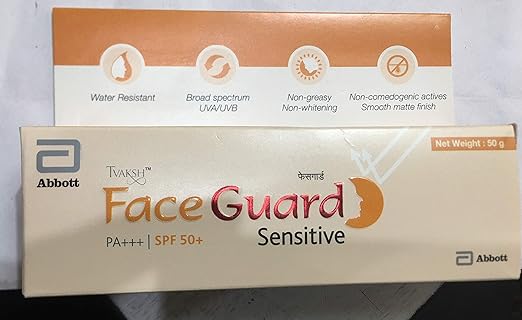 Water Resistant
Broad spectrum
UVA/UVB
Non-greasy
Non-whitening
Non-comedogenic actives
Smooth matte finish
Abbott
TVAKSH™
Face Guard
फेसगार्ड
Net Weight : 50 g
PA+++ | SPF 50+
Sensitive
Abbott